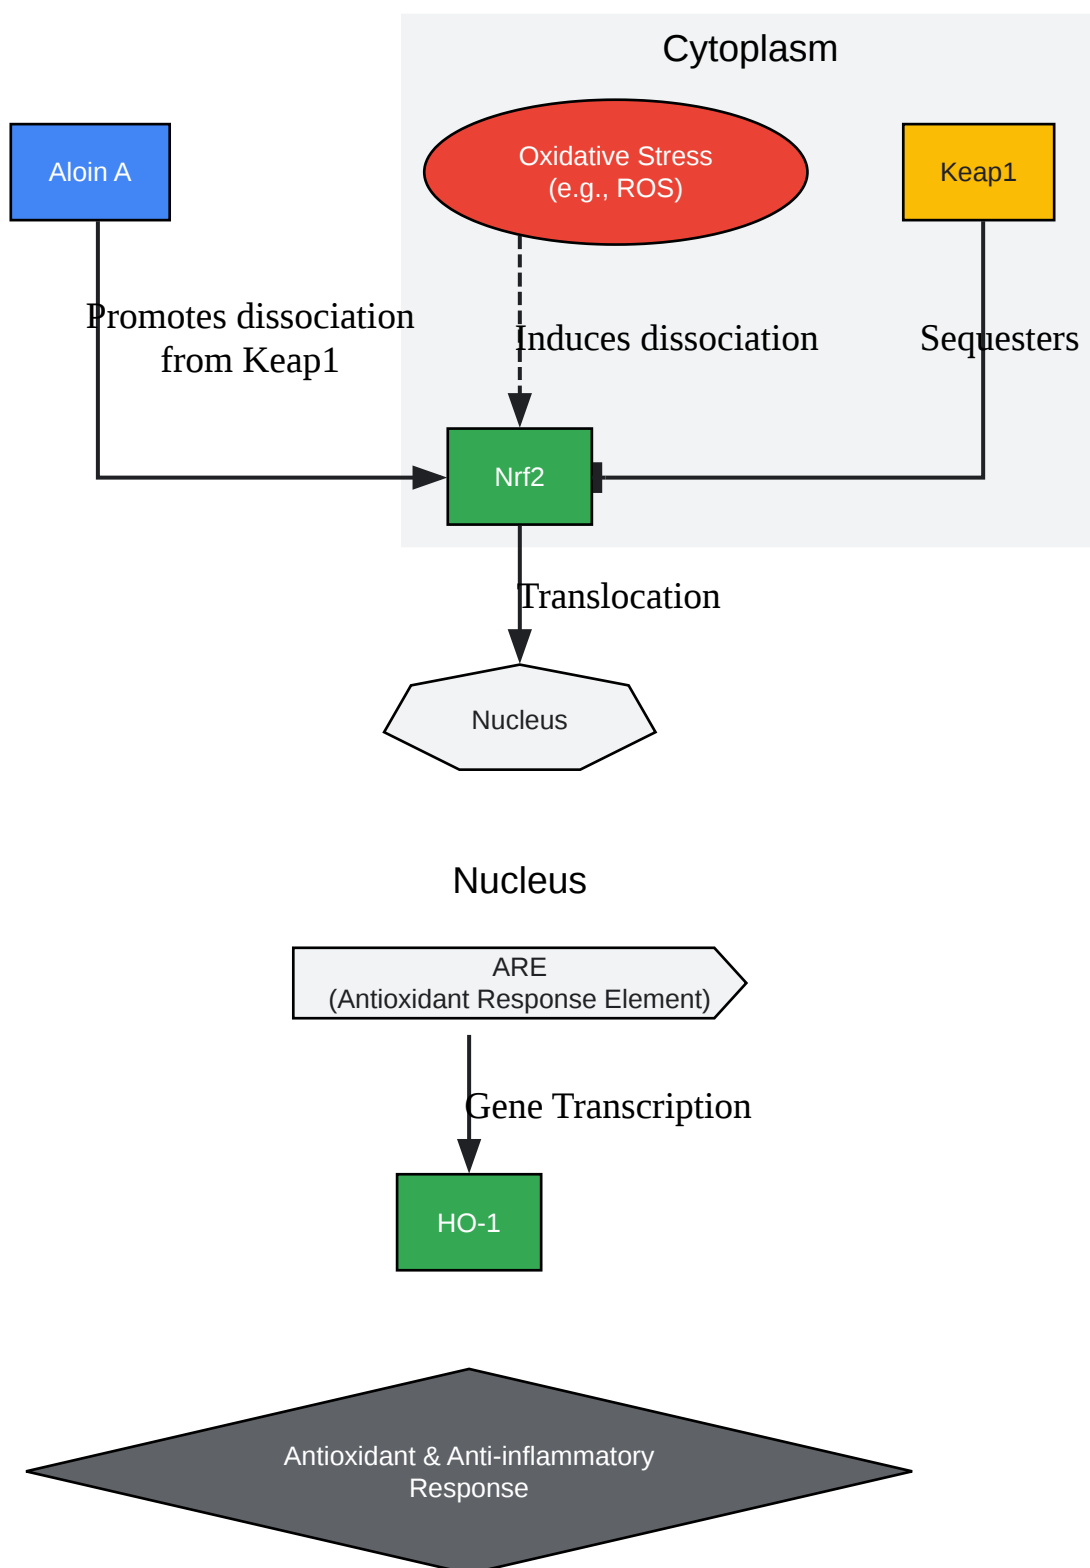 Cytoplasm
Aloin A
Oxidative Stress
(e.g., ROS)
Keap1
Promotes dissociation
from Keap1
Induces dissociation
Sequesters
Nrf2
Translocation
Nucleus
Nucleus
ARE
(Antioxidant Response Element)
Gene Transcription
HO-1
Antioxidant & Anti-inflammatory
Response